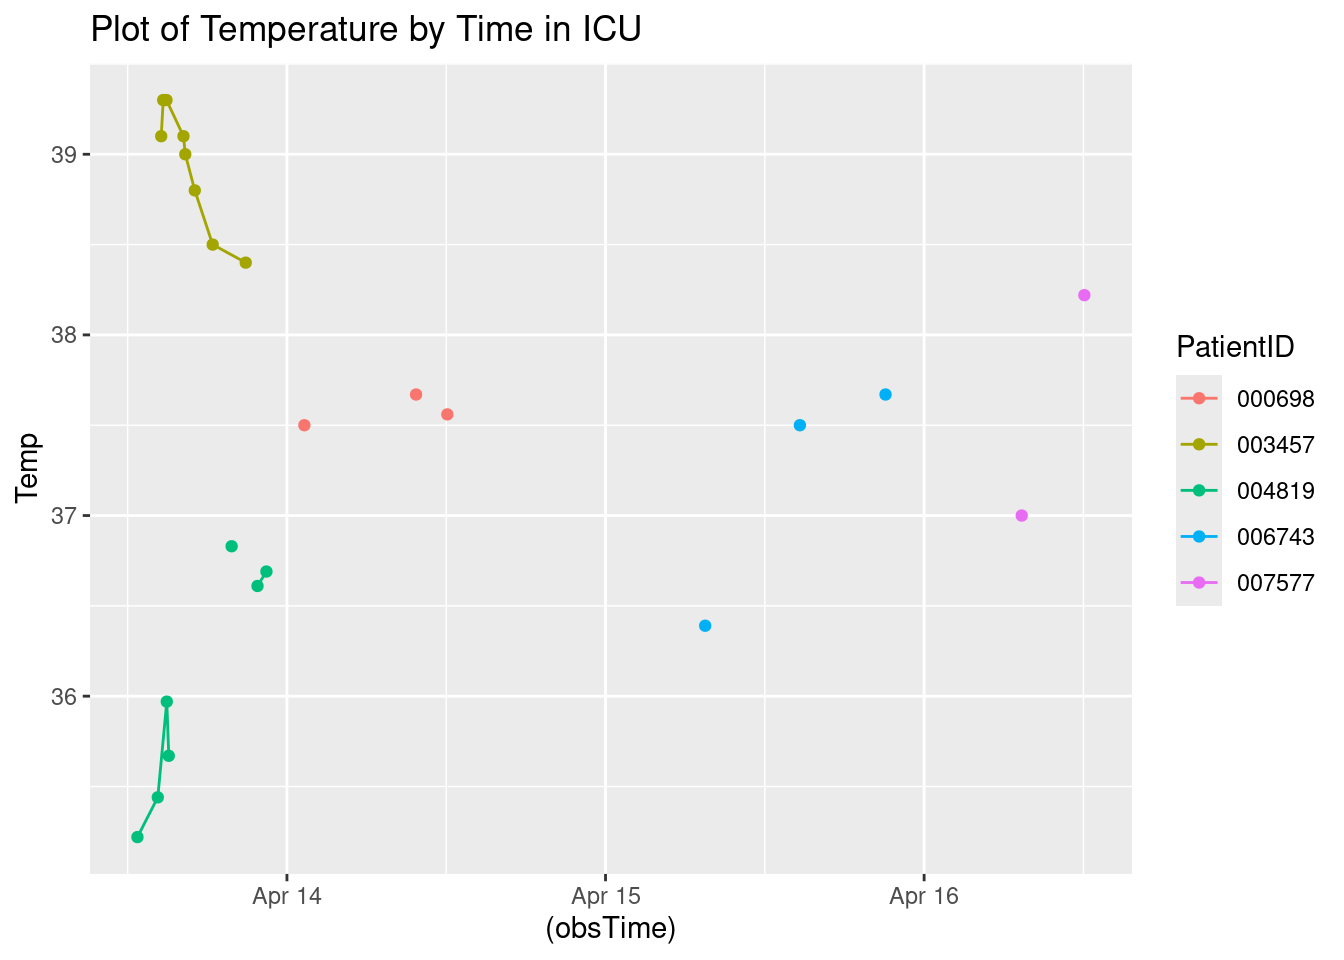 Plot of Temperature by Time in ICU
39
38
37
36
Temp
Apr 14
Apr 15
Apr 16
(obsTime)
PatientID
000698
003457
004819
006743
007577